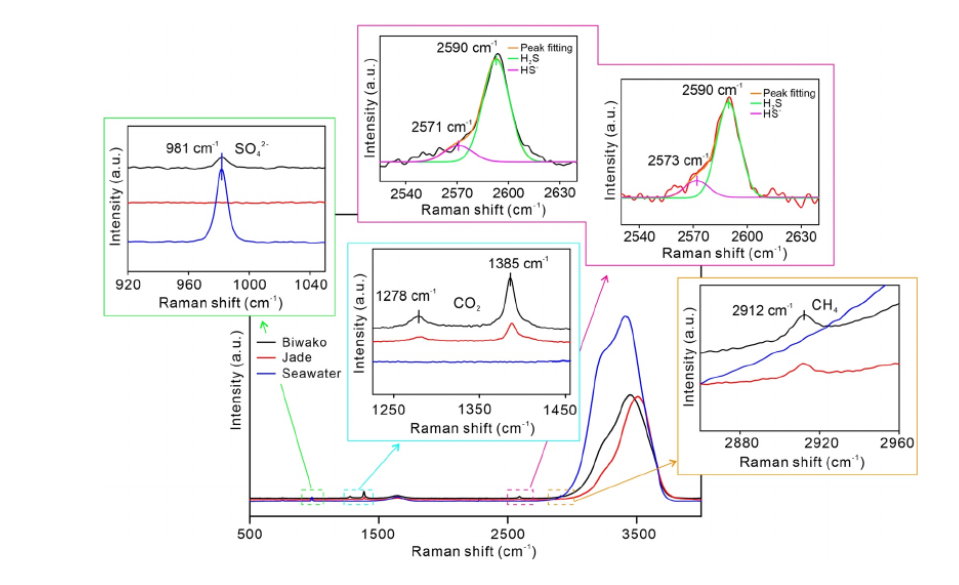 2590 cm⁻¹
Peak fitting
H₂S
HS⁻
2571 cm⁻¹
Intensity (a.u.)
2540 2570 2600 2630
Raman shift (cm⁻¹)
2590 cm⁻¹
Peak fitting
H₂S
HS⁻
2573 cm⁻¹
Intensity (a.u.)
2540 2570 2600 2630
Raman shift (cm⁻¹)
981 cm⁻¹ SO₄²⁻
Intensity (a.u.)
920 960 1000 1040
Raman shift (cm⁻¹)
1385 cm⁻¹
1278 cm⁻¹ CO₂
Intensity (a.u.)
1250 1350 1450
Raman shift (cm⁻¹)
2912 cm⁻¹ CH₄
Intensity (a.u.)
2880 2920 2960
Raman shift (cm⁻¹)
Biwako
Jade
Seawater
Intensity (a.u.)
500 1500 2500 3500
Raman shift (cm⁻¹)